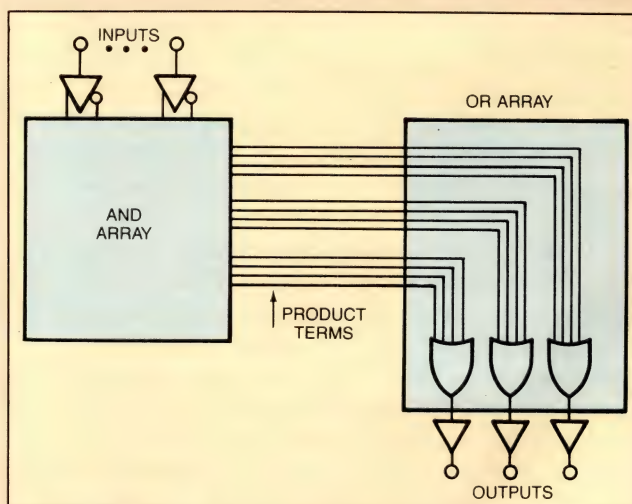 INPUTS
OR ARRAY
AND
ARRAY
PRODUCT
TERMS
OUTPUTS